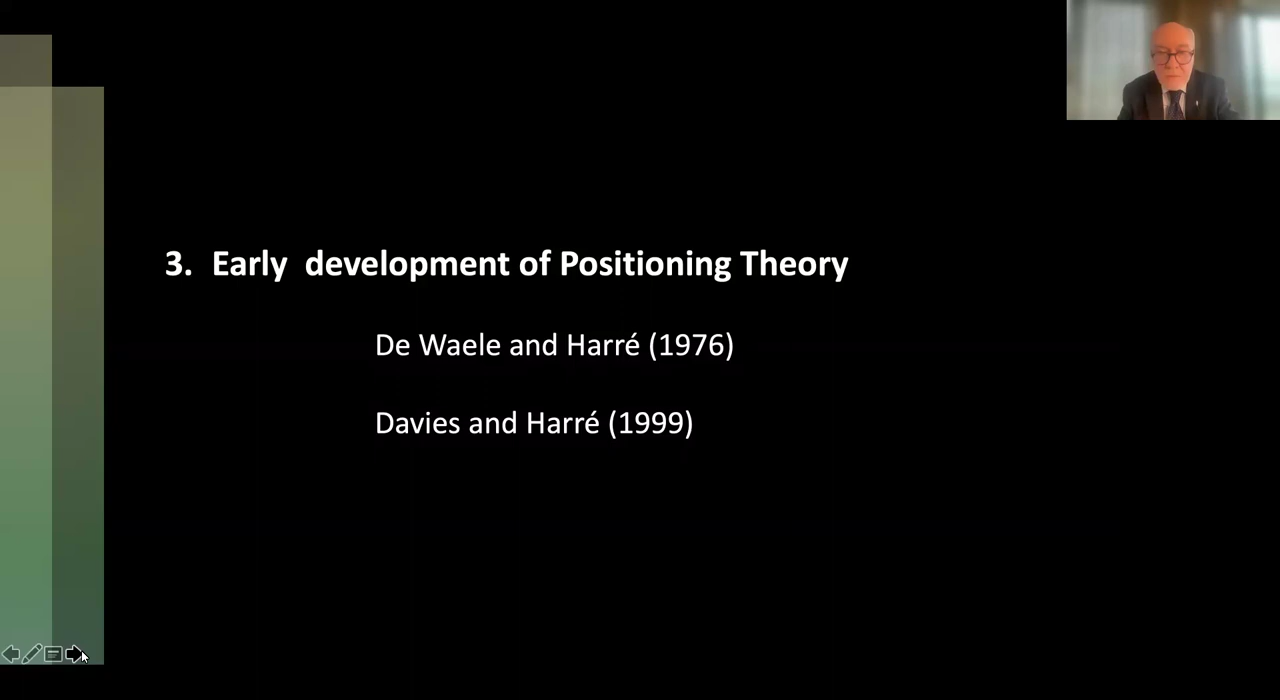 3. Early development of Positioning Theory
De Waele and Harré (1976)
Davies and Harré (1999)